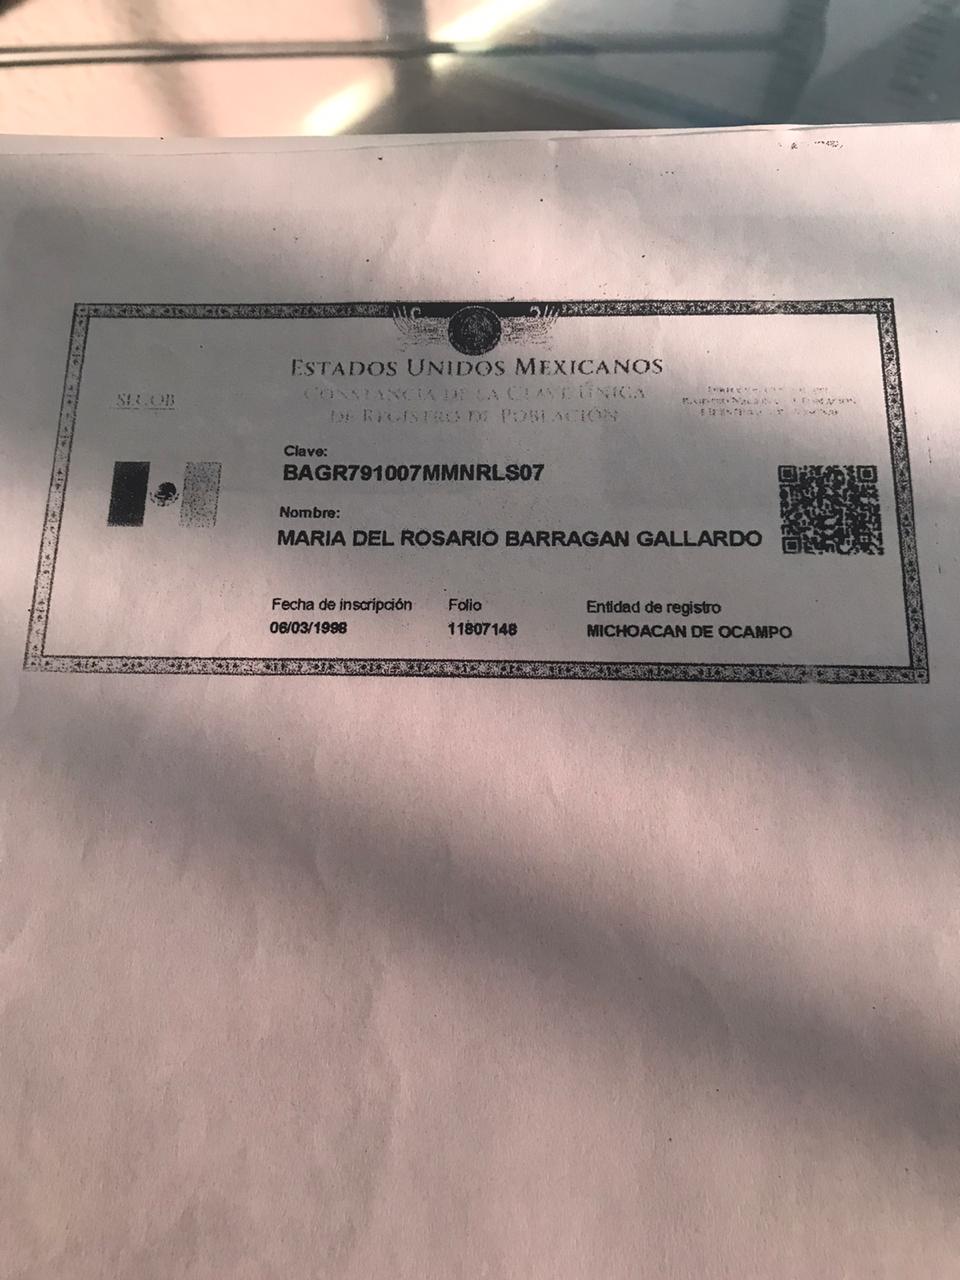 ESTADOS UNIDOS MEXICANOS
CONSTANCIA DE LA CLAVE ÚNICA
DE REGISTRO DE POBLACIÓN
SEGOB
Clave:
BAGR791007MMNRLS07
Nombre:
MARIA DEL ROSARIO BARRAGAN GALLARDO
Fecha de inscripción Folio Entidad de registro
06/03/1998 11807148 MICHOACAN DE OCAMPO